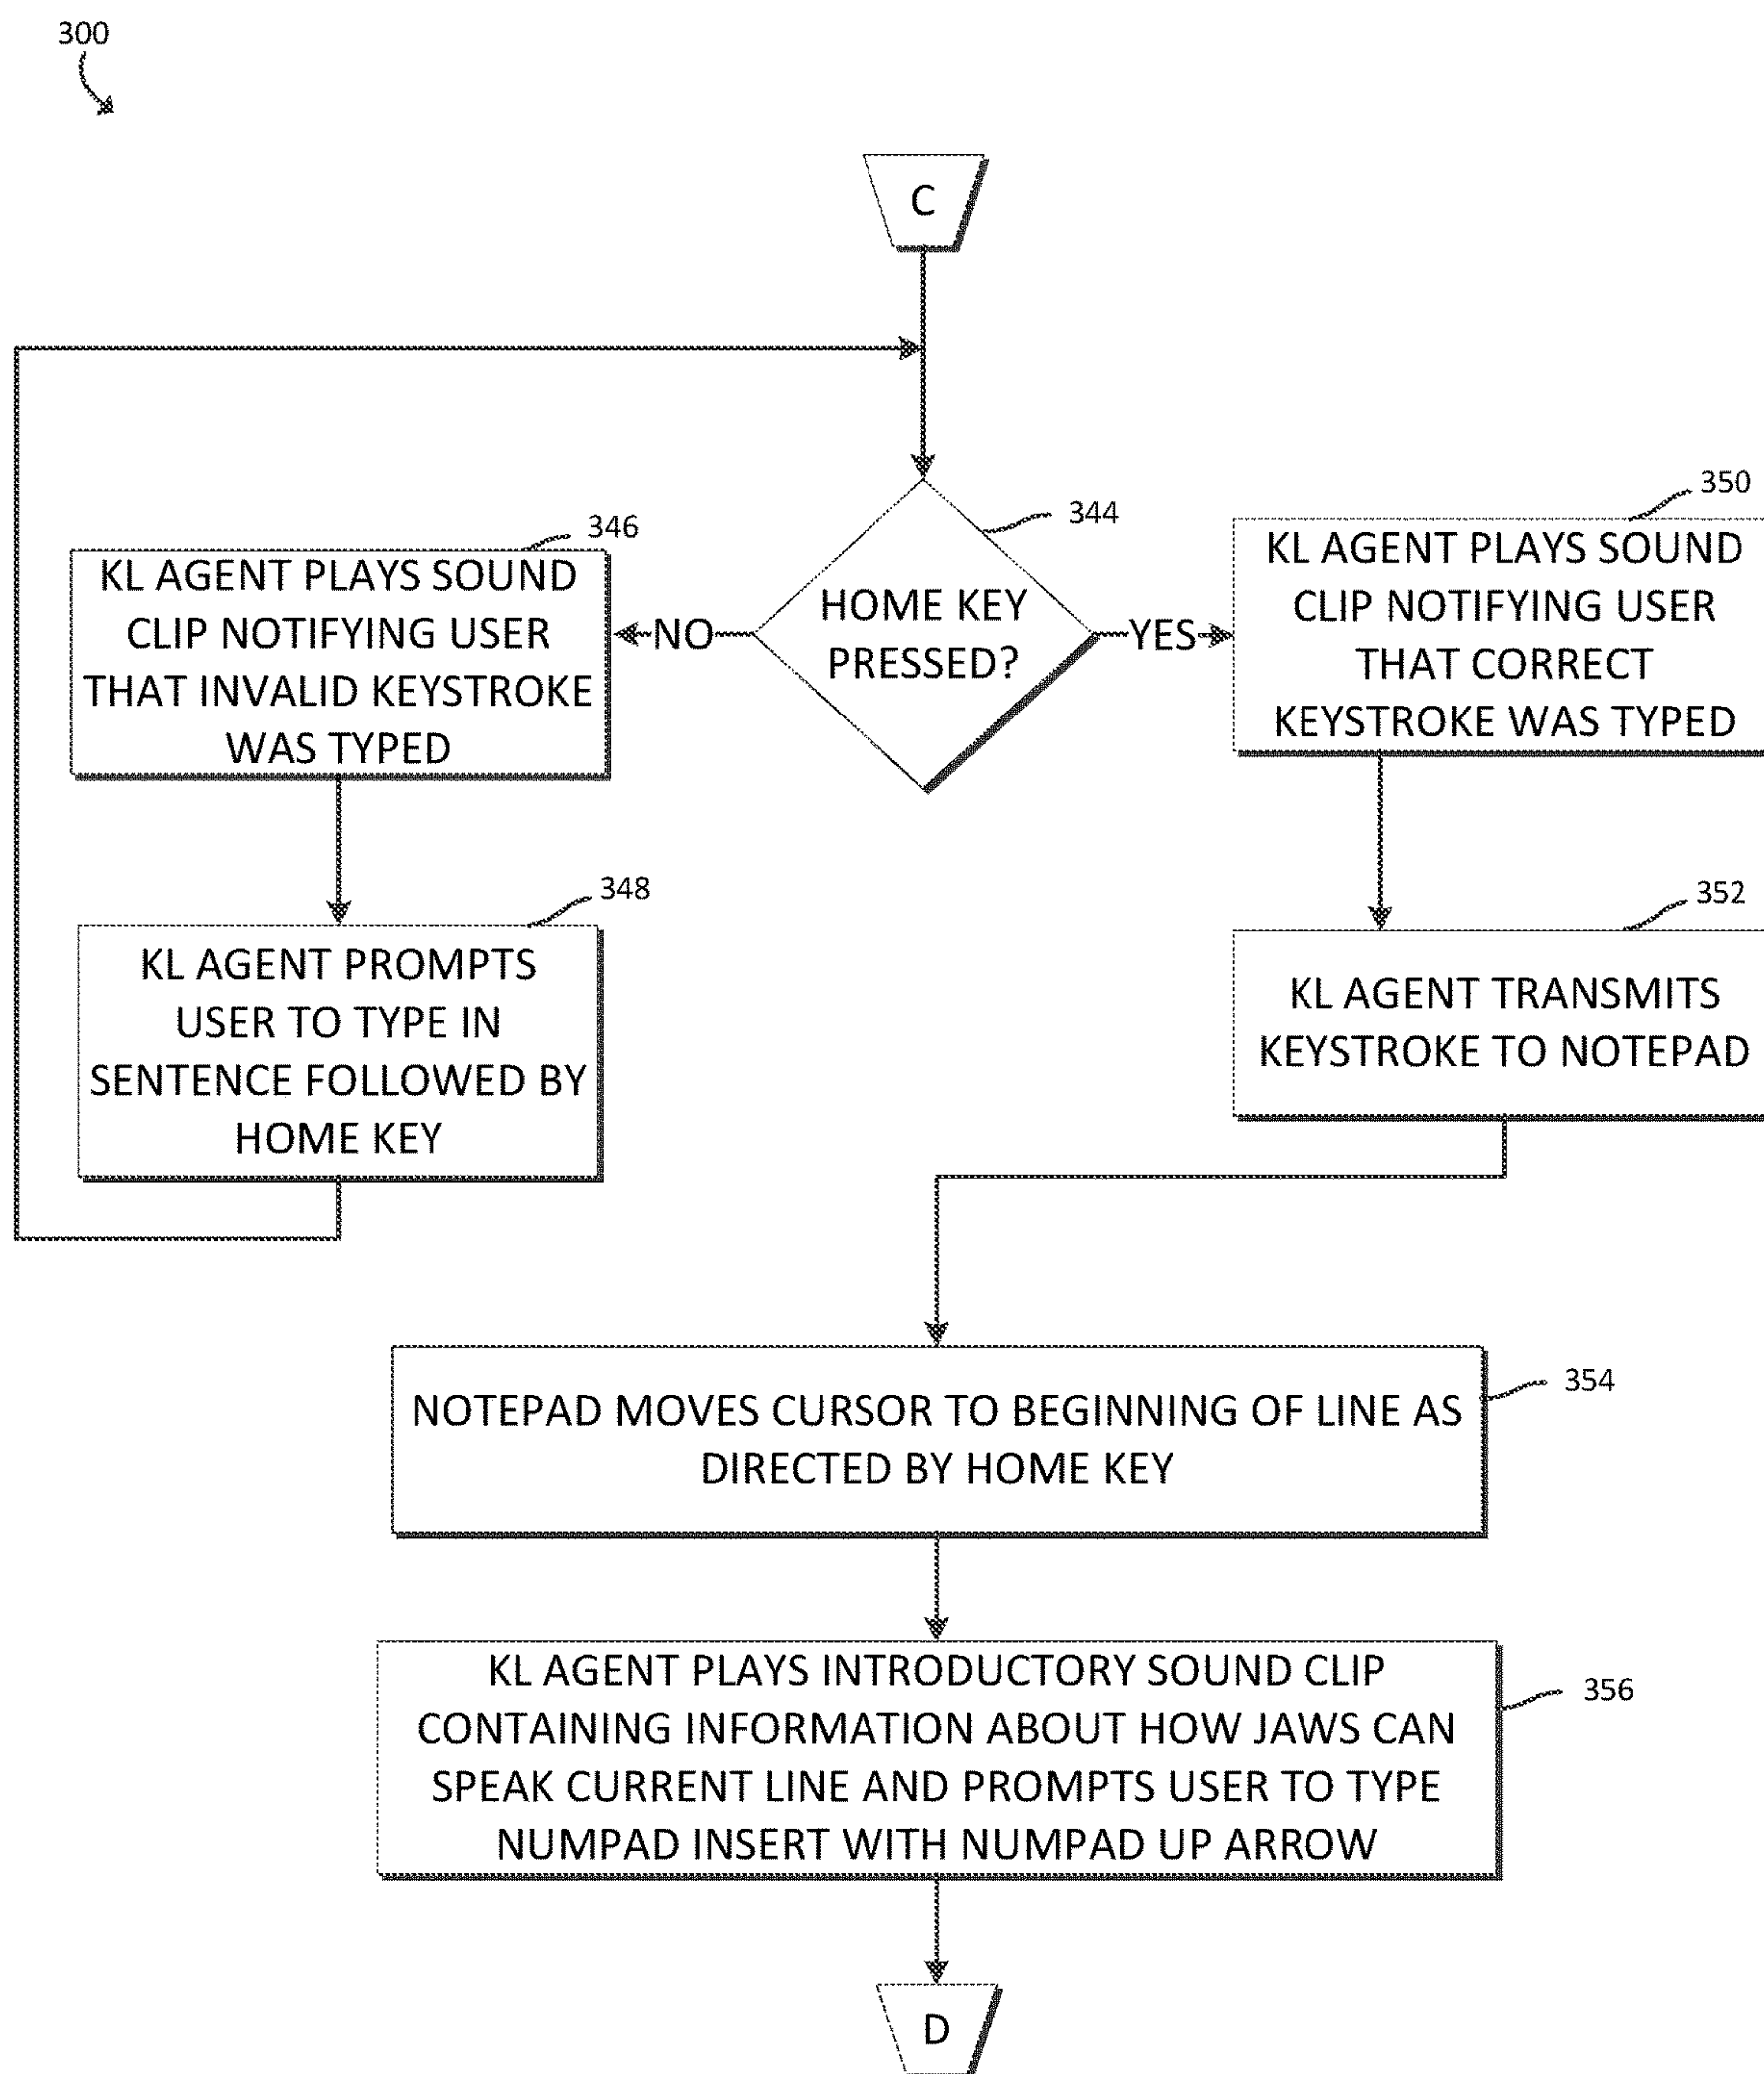 300
C
344
HOME KEY
PRESSED?
NO
YES
346
KL AGENT PLAYS SOUND
CLIP NOTIFYING USER
THAT INVALID KEYSTROKE
WAS TYPED
348
KL AGENT PROMPTS
USER TO TYPE IN
SENTENCE FOLLOWED BY
HOME KEY
350
KL AGENT PLAYS SOUND
CLIP NOTIFYING USER
THAT CORRECT
KEYSTROKE WAS TYPED
352
KL AGENT TRANSMITS
KEYSTROKE TO NOTEPAD
354
NOTEPAD MOVES CURSOR TO BEGINNING OF LINE AS
DIRECTED BY HOME KEY
356
KL AGENT PLAYS INTRODUCTORY SOUND CLIP
CONTAINING INFORMATION ABOUT HOW JAWS CAN
SPEAK CURRENT LINE AND PROMPTS USER TO TYPE
NUMPAD INSERT WITH NUMPAD UP ARROW
D